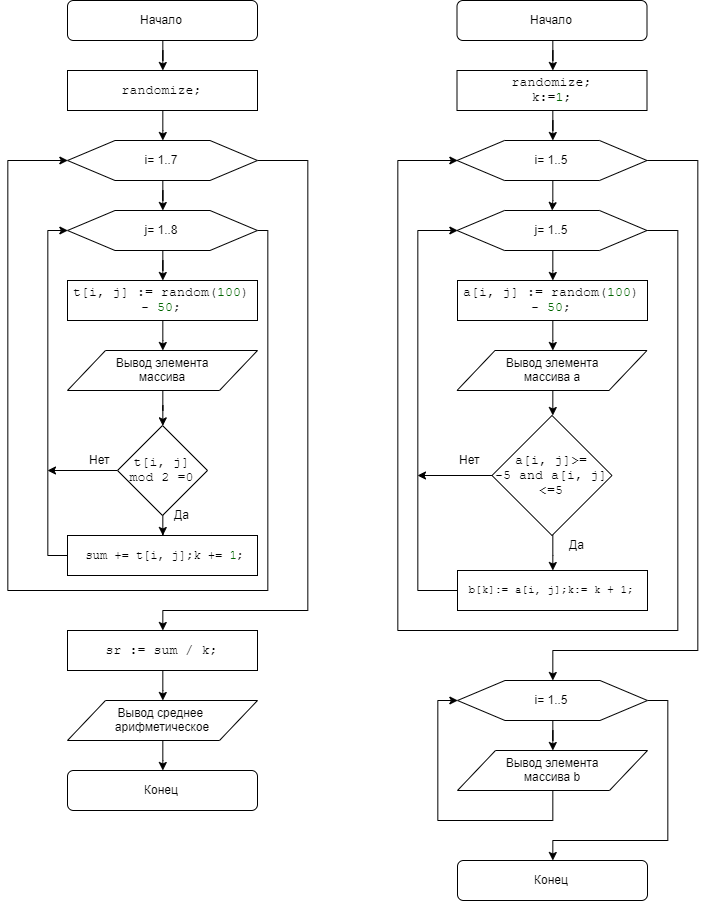 Начало
randomize;
i= 1..7
j= 1..8
t[i, j] := random(100)
- 50;
Вывод элемента
массива
t[i, j]
mod 2 =0
Нет
Да
sum += t[i, j];k += 1;
sr := sum / k;
Вывод среднее
арифметическое
Конец
Начало
randomize;
k:=1;
i= 1..5
j= 1..5
a[i, j] := random(100)
- 50;
Вывод элемента
массива a
a[i, j]>=
-5 and a[i, j]
<=5
Нет
Да
b[k]:= a[i, j];k:= k + 1;
i= 1..5
Вывод элемента
массива b
Конец